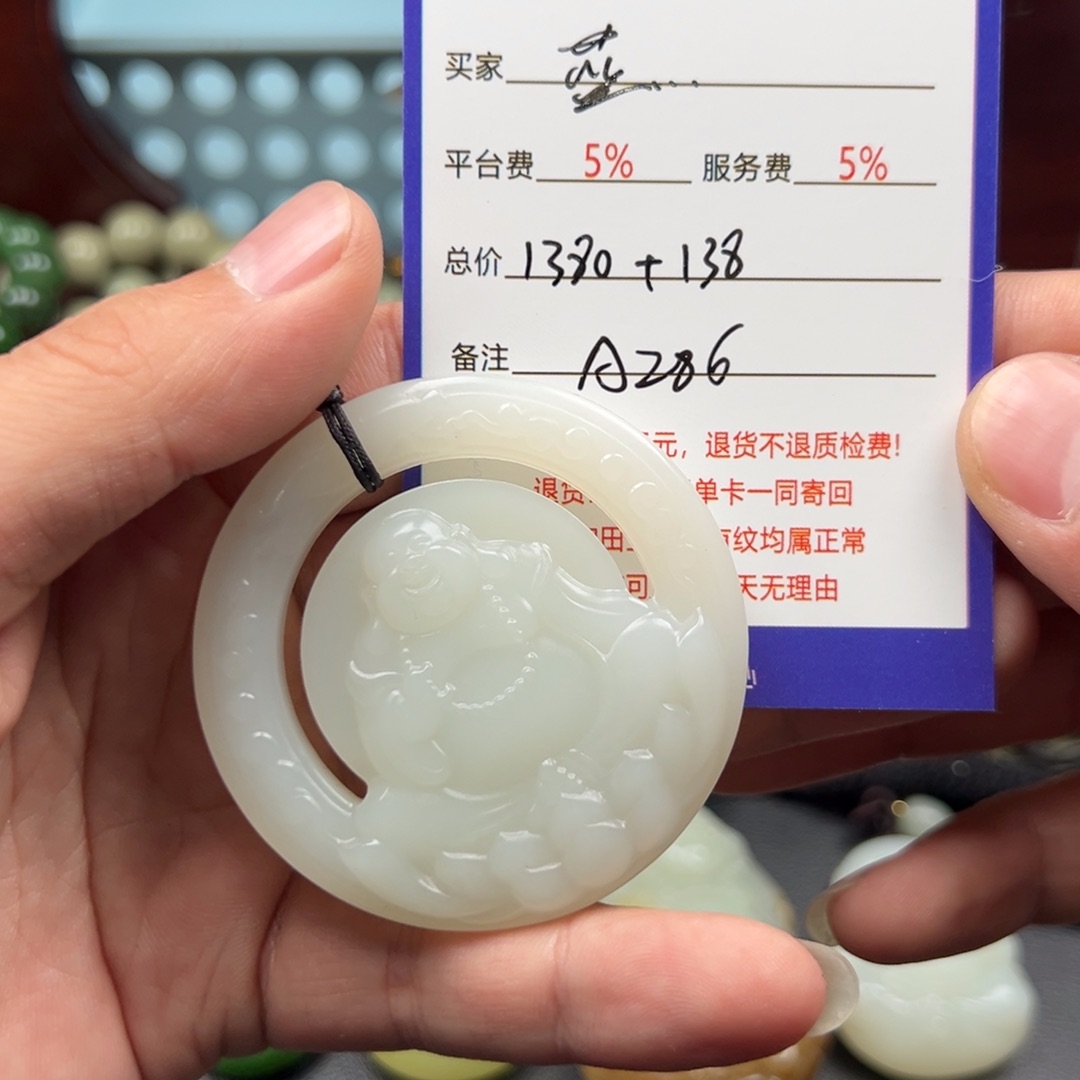 买家
平台费 5% 服务费 5%
总价 1380 + 138
备注 A286
元，退货不退质检费!
退货 单卡一同寄回
田 纹均属正常
可 天无理由